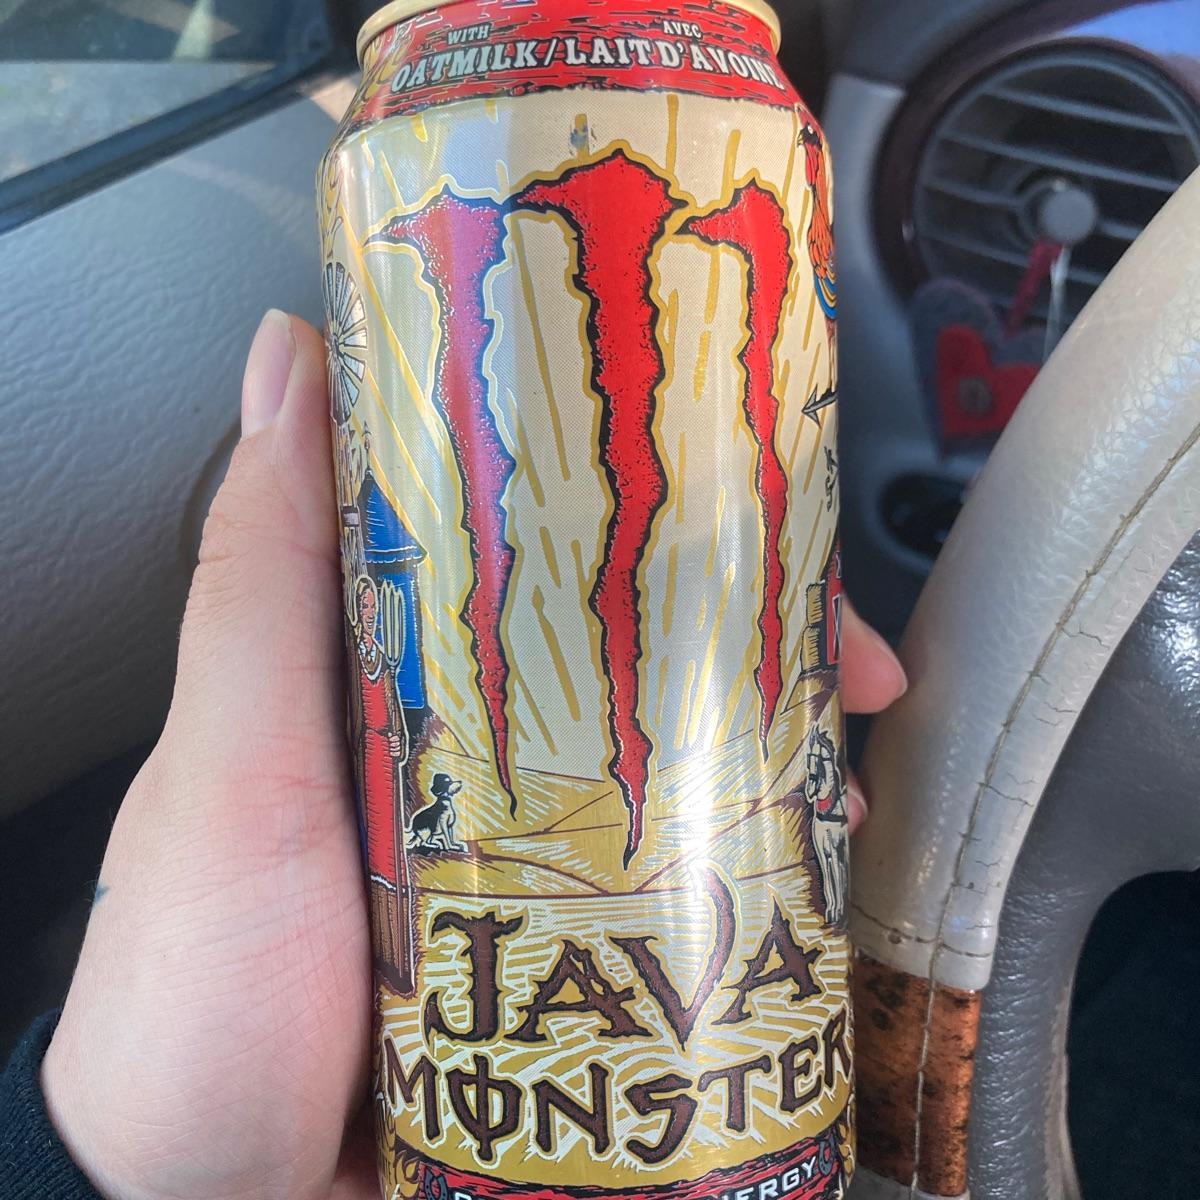 WITH AVEC
OATMILK/LAIT D'AVOINE
JAVA
MONSTER